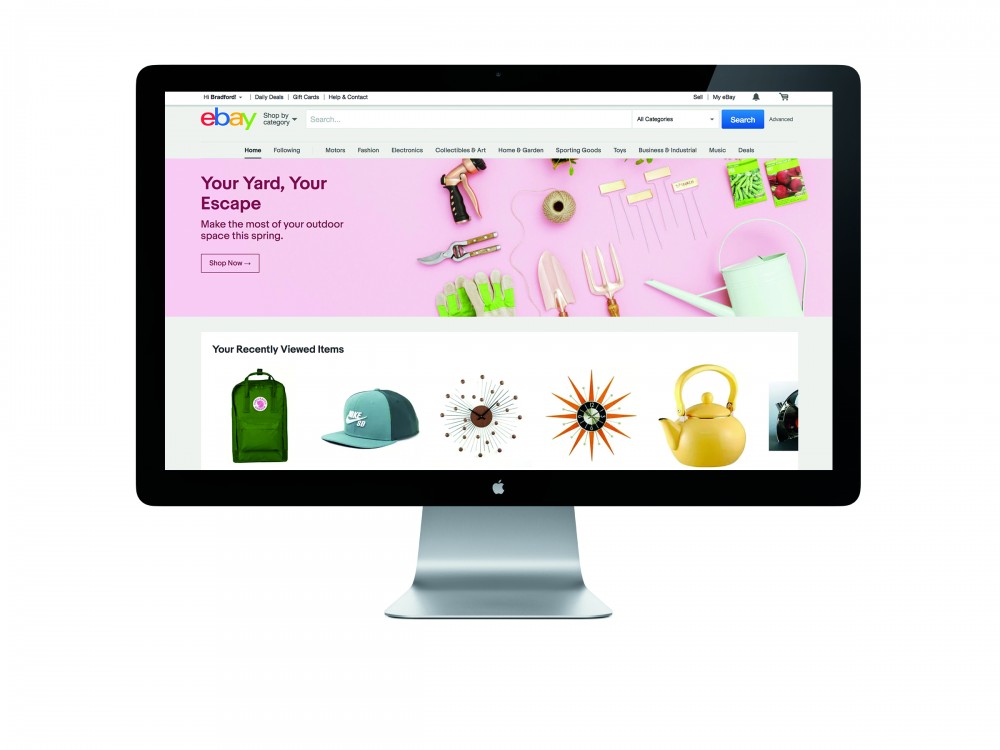 Hi Bradford! | Daily Deals | Gift Cards | Help & Contact
Sell | My eBay
ebay
Shop by
category
Search...
All Categories
Search
Advanced
Home Following Motors Fashion Electronics Collectibles & Art Home & Garden Sporting Goods Toys Business & Industrial Music Deals
Your Yard, Your
Escape
Make the most of your outdoor
space this spring.
Shop Now →
Your Recently Viewed Items
NIKE
SB